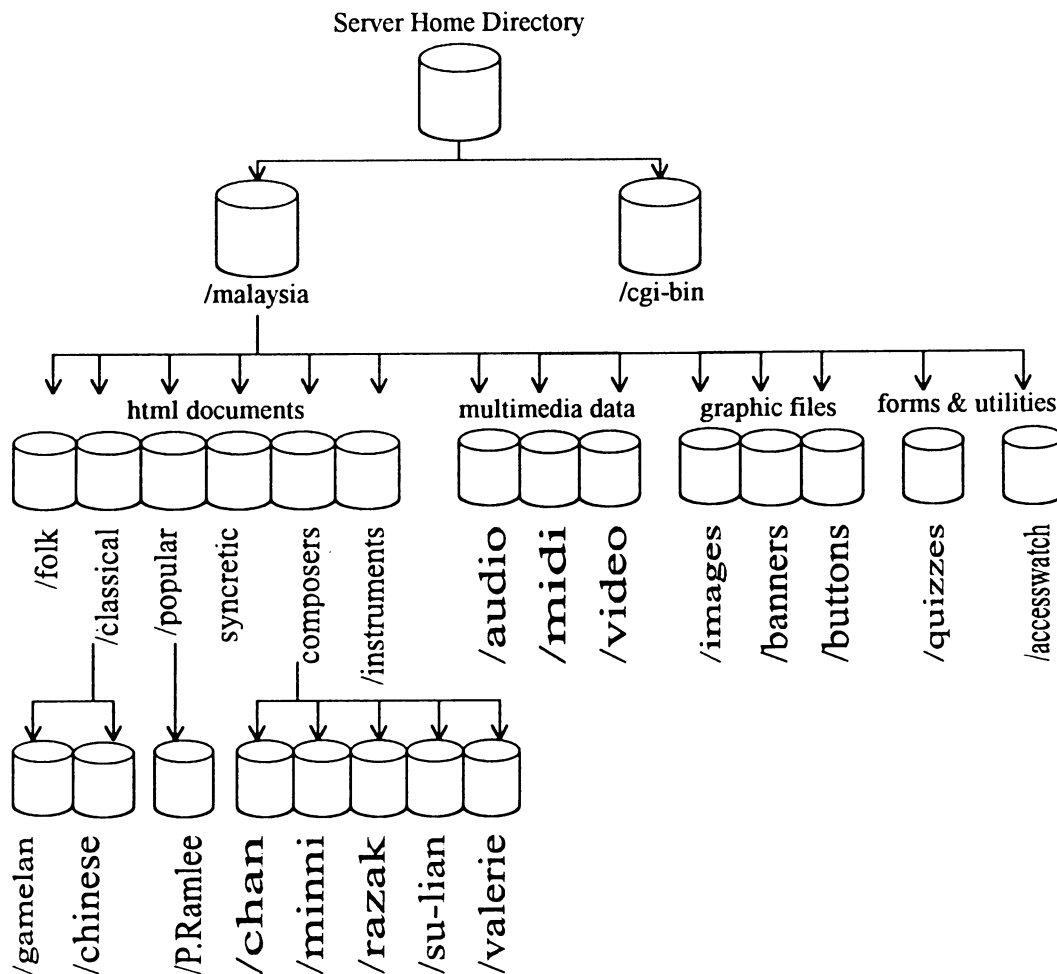 Server Home Directory
/malaysia
/cgi-bin
html documents
multimedia data
graphic files
forms & utilities
/folk
/classical
/popular
syncretic
composers
/instruments
/audio
/midi
/video
/images
/banners
/buttons
/quizzes
/accesswatch
/gamelan
/chinese
/P.Ramlee
/chan
/minni
/razak
/su-lian
/valerie